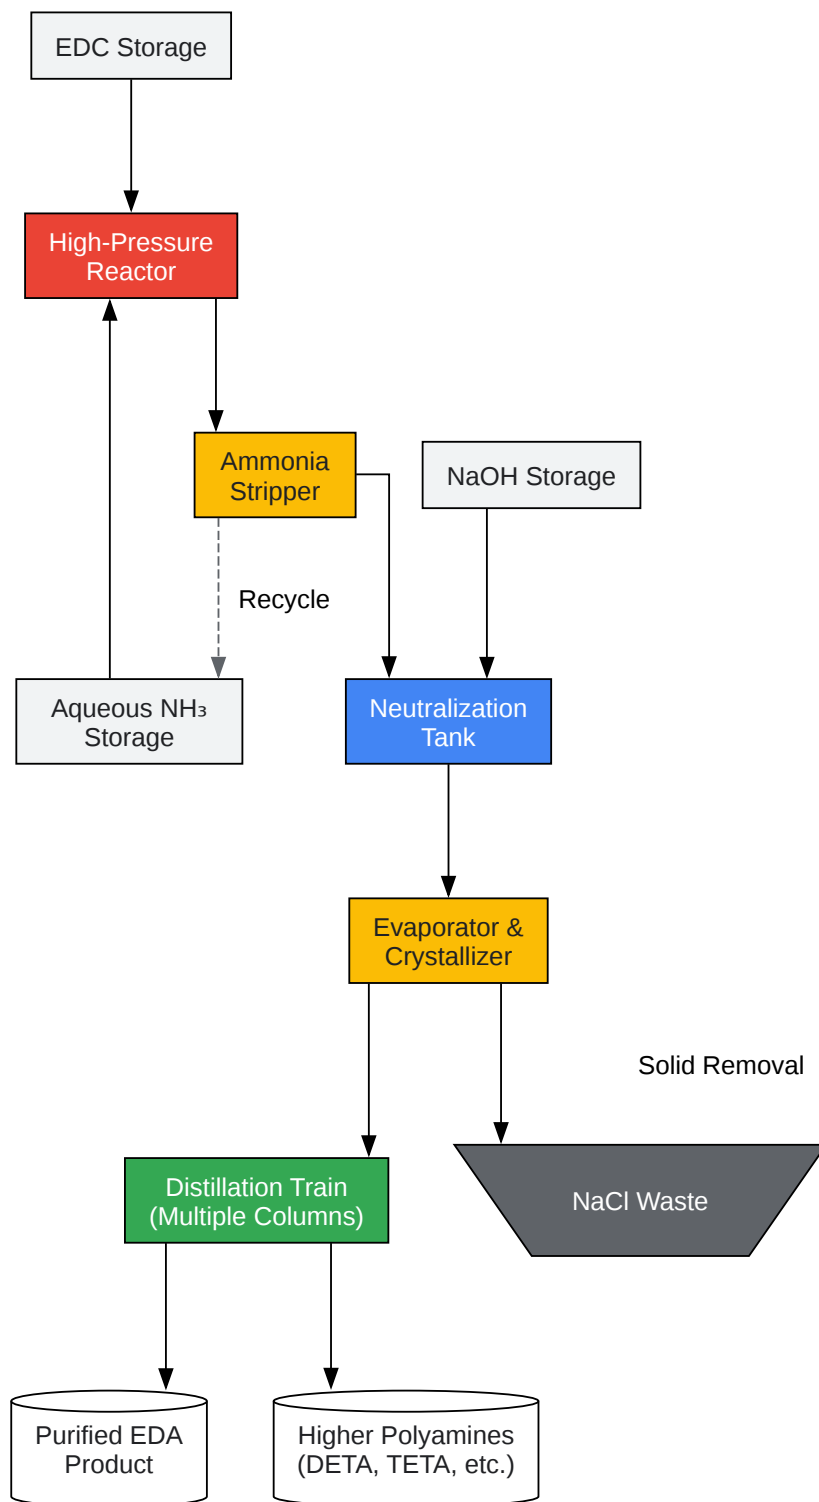 EDC Storage
High-Pressure
Reactor
Ammonia
Stripper
NaOH Storage
Recycle
Aqueous NH₃
Storage
Neutralization
Tank
Evaporator &
Crystallizer
Solid Removal
Distillation Train
(Multiple Columns)
NaCl Waste
Purified EDA
Product
Higher Polyamines
(DETA, TETA, etc.)